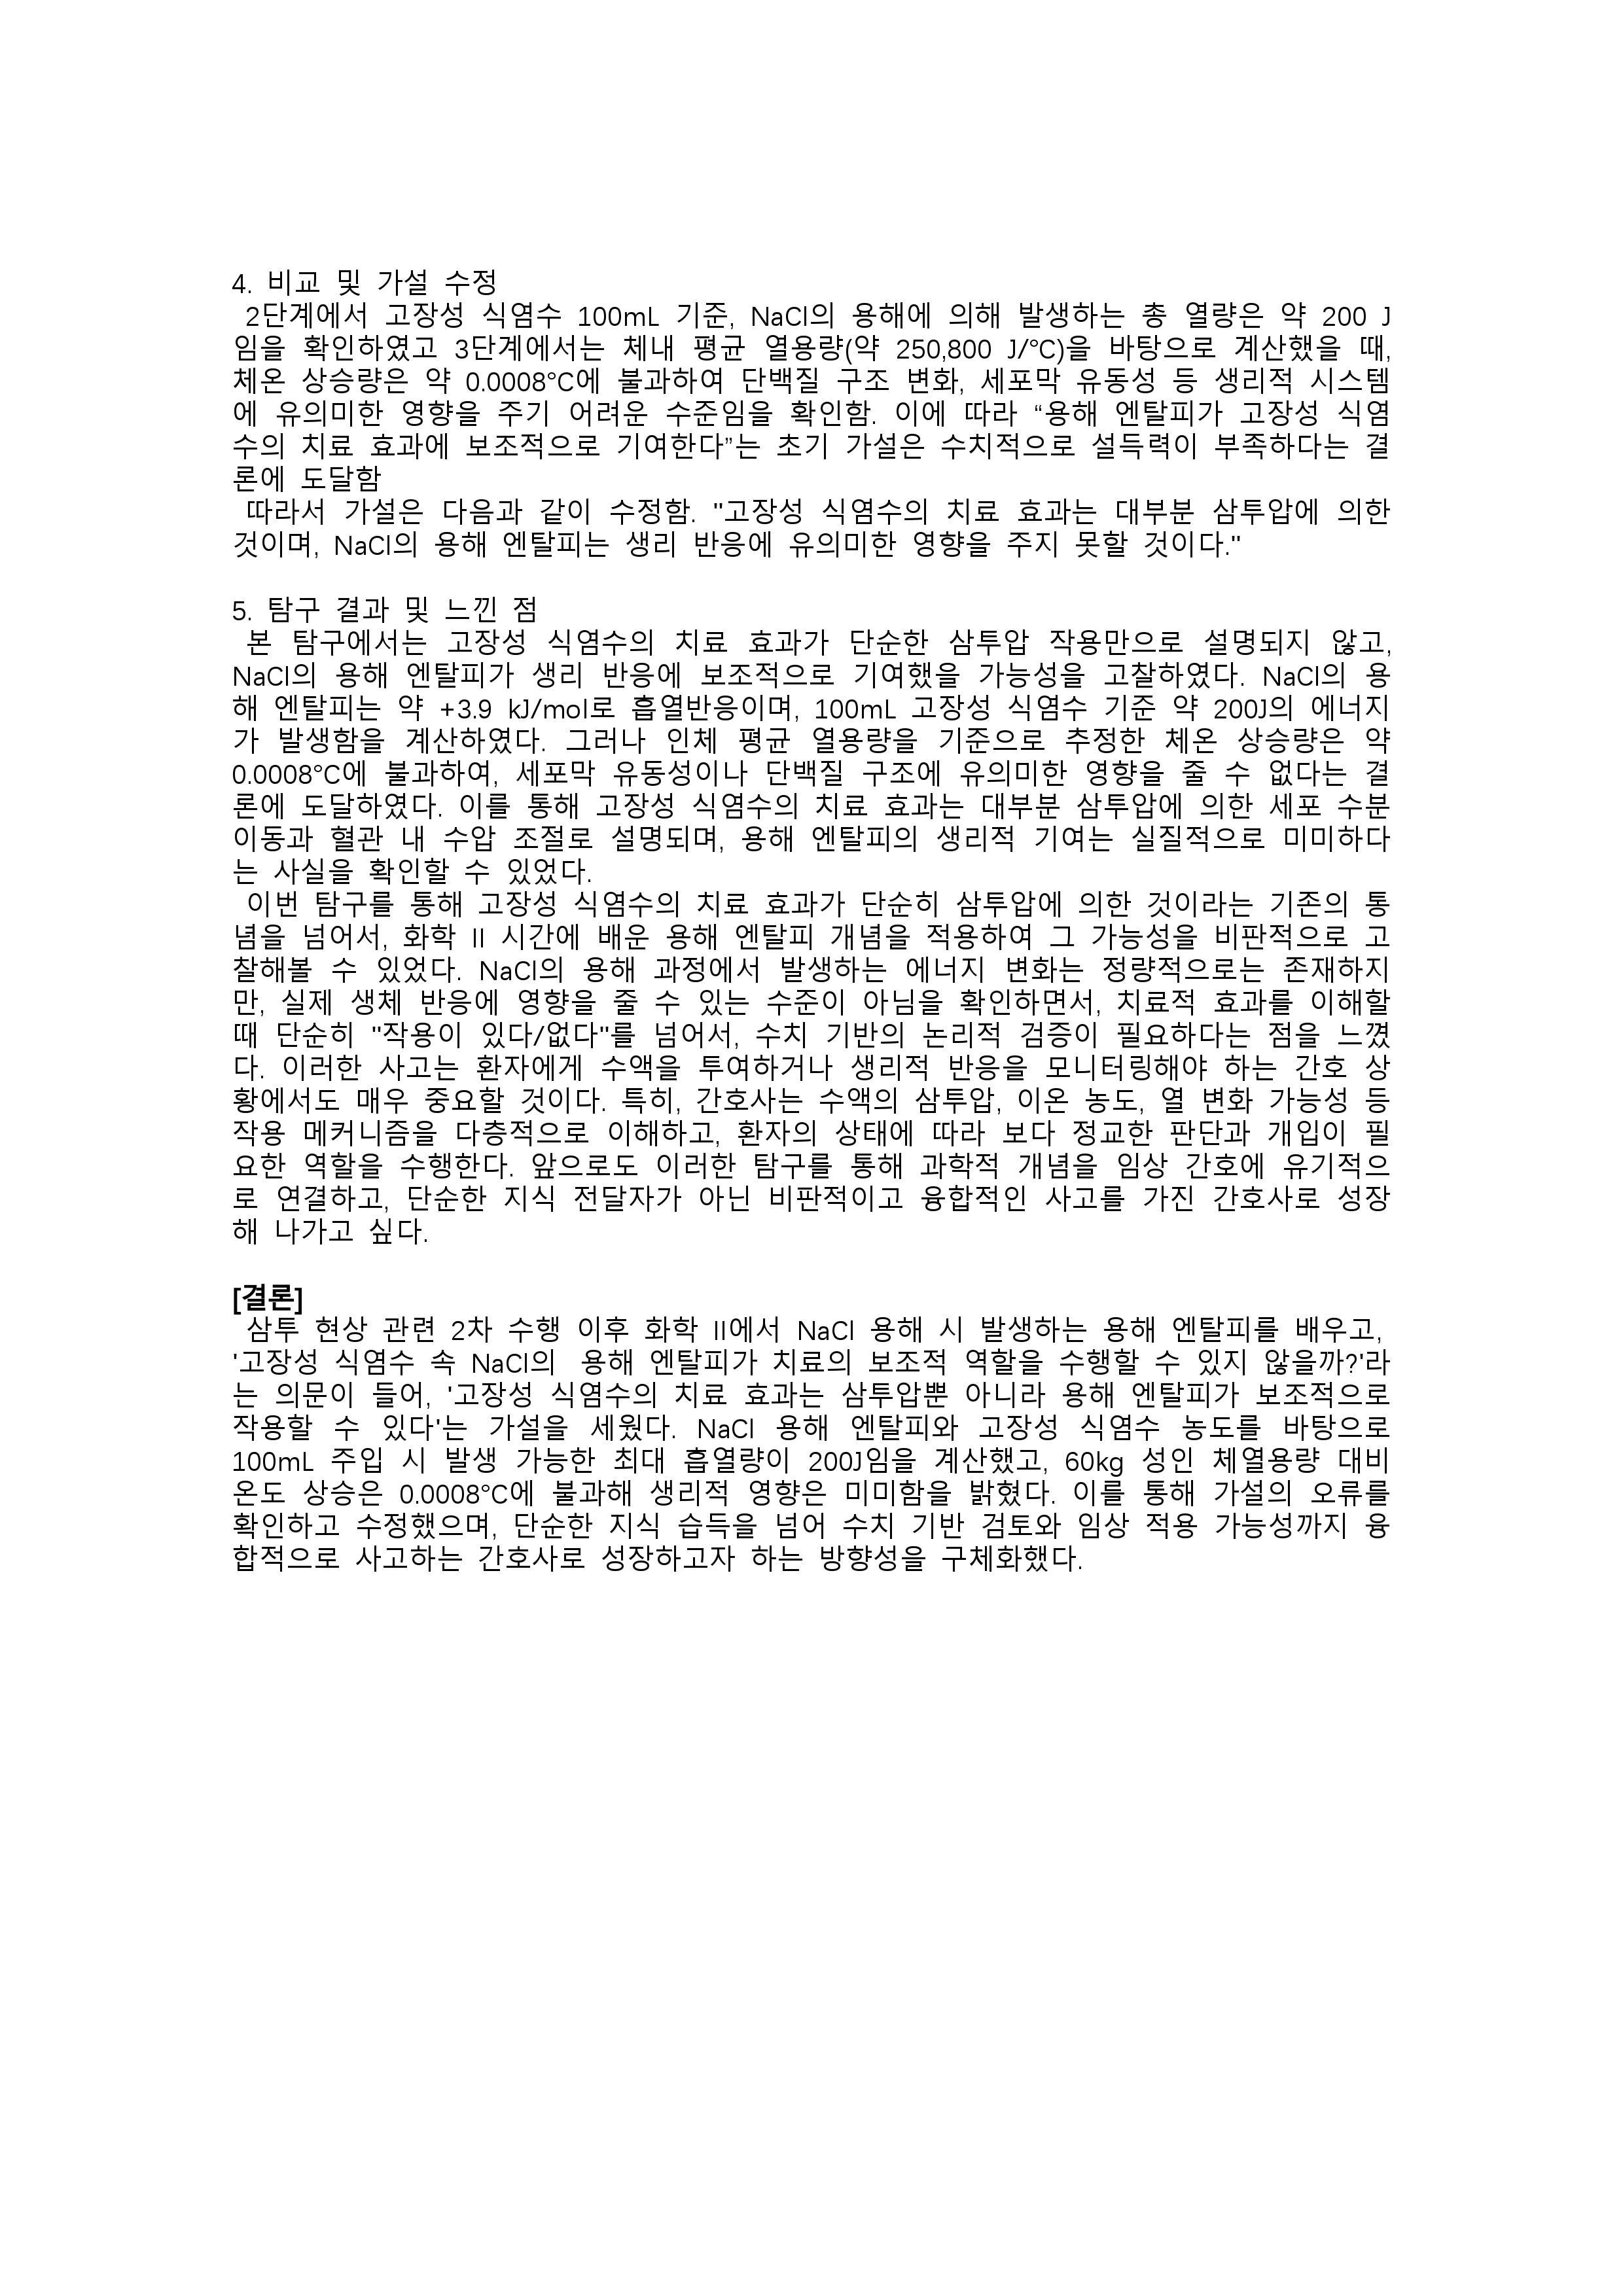 4. 비교 및 가설 수정
2단계에서 고장성 식염수 100mL 기준, NaCl의 용해에 의해 발생하는 총 열량은 약 200 J
임을 확인하였고 3단계에서는 체내 평균 열용량(약 250,800 J/°C)을 바탕으로 계산했을 때,
체온 상승량은 약 0.0008°C에 불과하여 단백질 구조 변화, 세포막 유동성 등 생리적 시스템
에 유의미한 영향을 주기 어려운 수준임을 확인함. 이에 따라 “용해 엔탈피가 고장성 식염
수의 치료 효과에 보조적으로 기여한다”는 초기 가설은 수치적으로 설득력이 부족하다는 결
론에 도달함
따라서 가설은 다음과 같이 수정함. "고장성 식염수의 치료 효과는 대부분 삼투압에 의한
것이며, NaCl의 용해 엔탈피는 생리 반응에 유의미한 영향을 주지 못할 것이다."
5. 탐구 결과 및 느낀 점
본 탐구에서는 고장성 식염수의 치료 효과가 단순한 삼투압 작용만으로 설명되지 않고,
NaCl의 용해 엔탈피가 생리 반응에 보조적으로 기여했을 가능성을 고찰하였다. NaCl의 용
해 엔탈피는 약 +3.9 kJ/mol로 흡열반응이며, 100mL 고장성 식염수 기준 약 200J의 에너지
가 발생함을 계산하였다. 그러나 인체 평균 열용량을 기준으로 추정한 체온 상승량은 약
0.0008°C에 불과하여, 세포막 유동성이나 단백질 구조에 유의미한 영향을 줄 수 없다는 결
론에 도달하였다. 이를 통해 고장성 식염수의 치료 효과는 대부분 삼투압에 의한 세포 수분
이동과 혈관 내 수압 조절로 설명되며, 용해 엔탈피의 생리적 기여는 실질적으로 미미하다
는 사실을 확인할 수 있었다.
이번 탐구를 통해 고장성 식염수의 치료 효과가 단순히 삼투압에 의한 것이라는 기존의 통
념을 넘어서, 화학 II 시간에 배운 용해 엔탈피 개념을 적용하여 그 가능성을 비판적으로 고
찰해볼 수 있었다. NaCl의 용해 과정에서 발생하는 에너지 변화는 정량적으로는 존재하지
만, 실제 생체 반응에 영향을 줄 수 있는 수준이 아님을 확인하면서, 치료적 효과를 이해할
때 단순히 "작용이 있다/없다"를 넘어서, 수치 기반의 논리적 검증이 필요하다는 점을 느꼈
다. 이러한 사고는 환자에게 수액을 투여하거나 생리적 반응을 모니터링해야 하는 간호 상
황에서도 매우 중요할 것이다. 특히, 간호사는 수액의 삼투압, 이온 농도, 열 변화 가능성 등
작용 메커니즘을 다층적으로 이해하고, 환자의 상태에 따라 보다 정교한 판단과 개입이 필
요한 역할을 수행한다. 앞으로도 이러한 탐구를 통해 과학적 개념을 임상 간호에 유기적으
로 연결하고, 단순한 지식 전달자가 아닌 비판적이고 융합적인 사고를 가진 간호사로 성장
해 나가고 싶다.
[결론]
삼투 현상 관련 2차 수행 이후 화학 II에서 NaCl 용해 시 발생하는 용해 엔탈피를 배우고,
'고장성 식염수 속 NaCl의 용해 엔탈피가 치료의 보조적 역할을 수행할 수 있지 않을까?'라
는 의문이 들어, '고장성 식염수의 치료 효과는 삼투압뿐 아니라 용해 엔탈피가 보조적으로
작용할 수 있다'는 가설을 세웠다. NaCl 용해 엔탈피와 고장성 식염수 농도를 바탕으로
100mL 주입 시 발생 가능한 최대 흡열량이 200J임을 계산했고, 60kg 성인 체열용량 대비
온도 상승은 0.0008°C에 불과해 생리적 영향은 미미함을 밝혔다. 이를 통해 가설의 오류를
확인하고 수정했으며, 단순한 지식 습득을 넘어 수치 기반 검토와 임상 적용 가능성까지 융
합적으로 사고하는 간호사로 성장하고자 하는 방향성을 구체화했다.